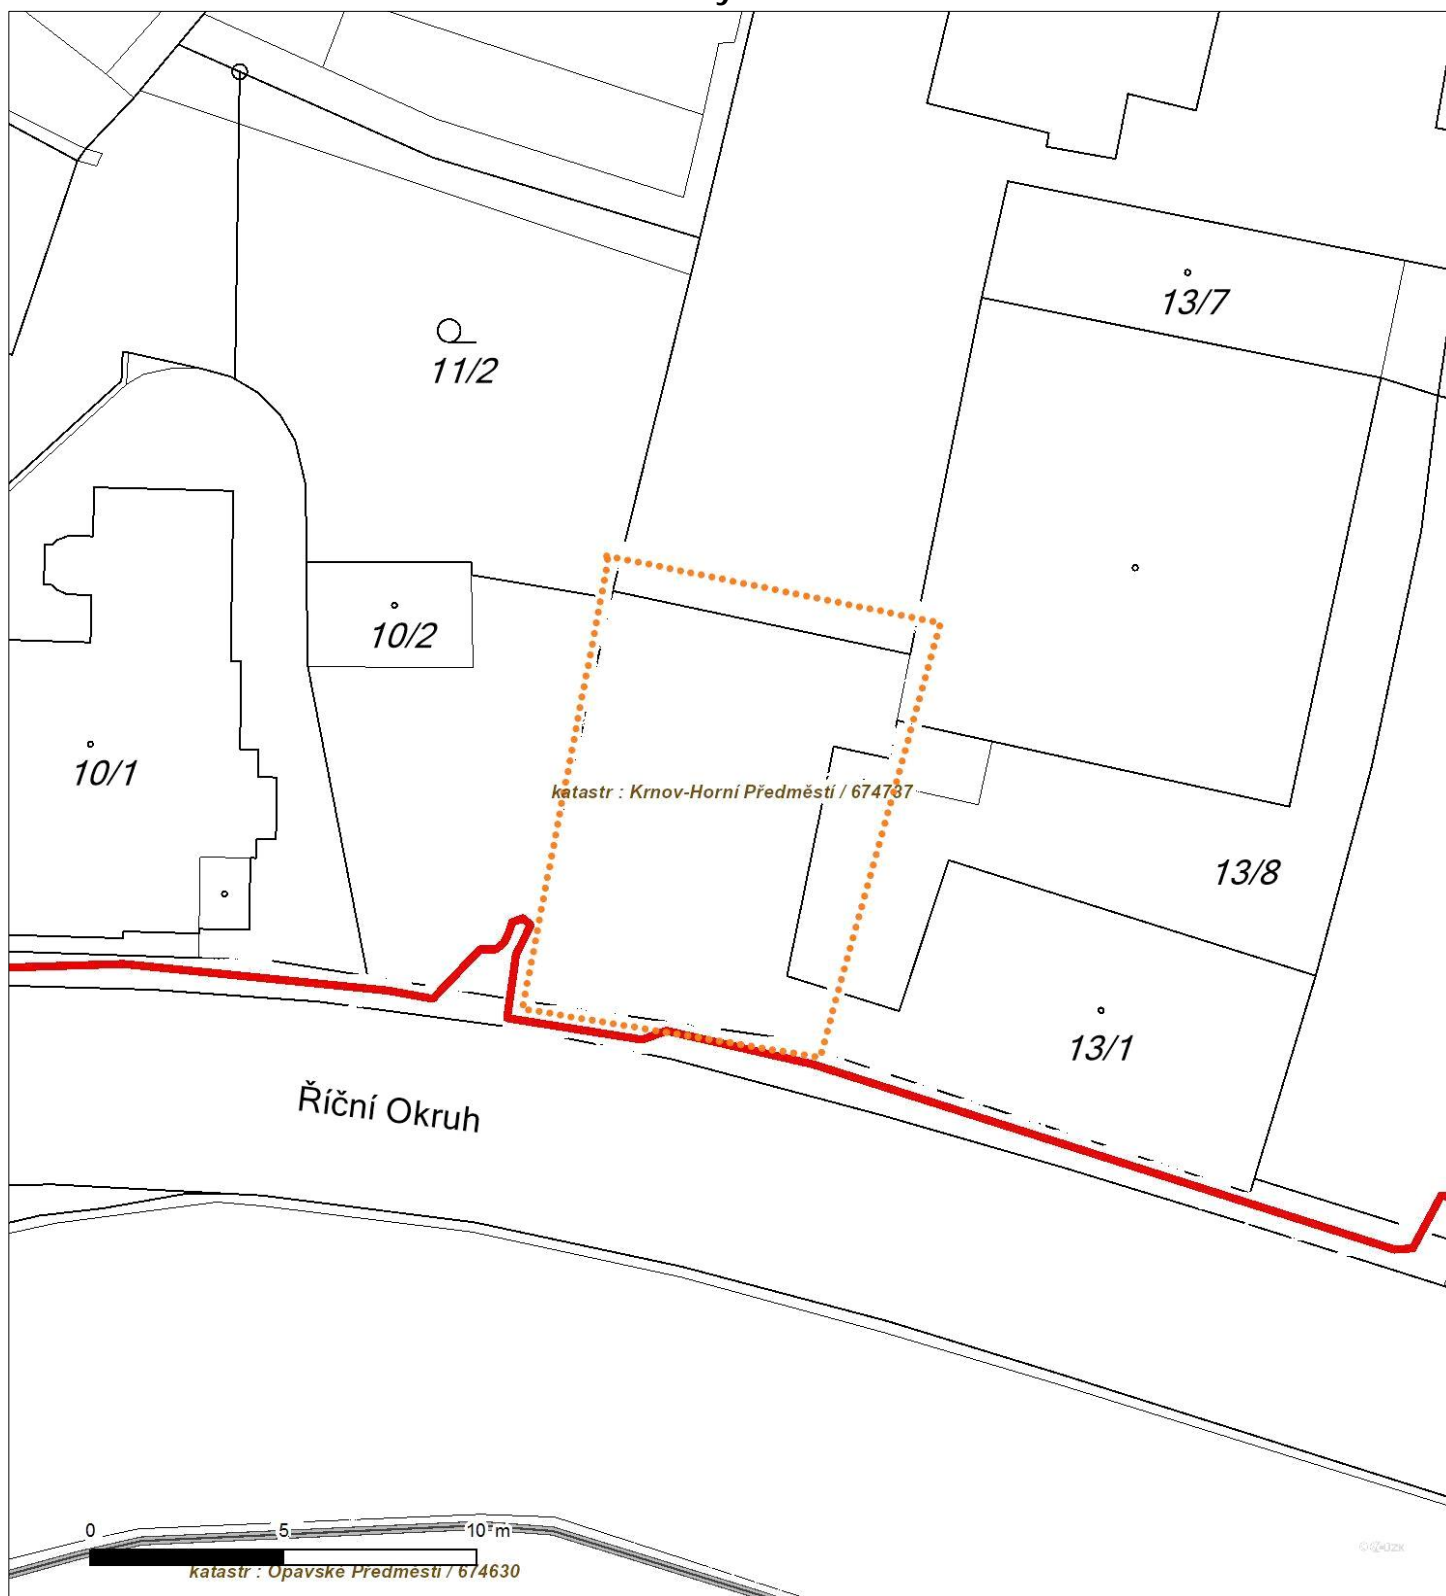 13/7
11/2
10/2
10/1
katastr : Krnov-Horní Předměstí / 674737
13/8
13/1
Říční Okruh
0 5 10 m
katastr : Opavské Předměstí / 674630